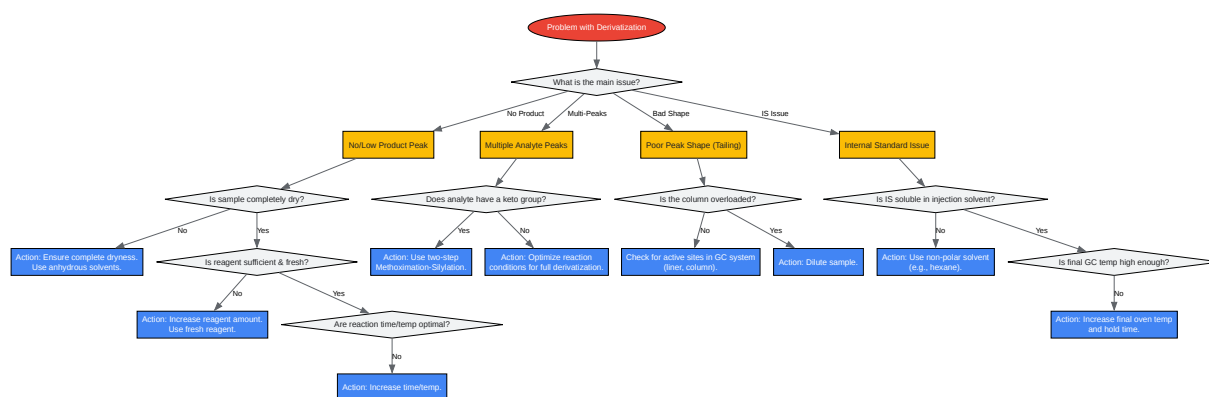 Problem with Derivatization
What is the main issue?
No Product
Multi-Peaks
Bad Shape
IS Issue
No/Low Product Peak
Multiple Analyte Peaks
Poor Peak Shape (Tailing)
Internal Standard Issue
Is sample completely dry?
Does analyte have a keto group?
Is the column overloaded?
Is IS soluble in injection solvent?
No
Yes
Yes
No
No
Yes
No
Yes
Action: Ensure complete dryness.
Use anhydrous solvents.
Is reagent sufficient & fresh?
Action: Use two-step
Methoximation-Silylation.
Action: Optimize reaction
conditions for full derivatization.
Check for active sites in GC system
(liner, column).
Action: Dilute sample.
Action: Use non-polar solvent
(e.g., hexane).
Is final GC temp high enough?
No
Yes
No
Action: Increase reagent amount.
Use fresh reagent.
Are reaction time/temp optimal?
Action: Increase final oven temp
and hold time.
No
Action: Increase time/temp.